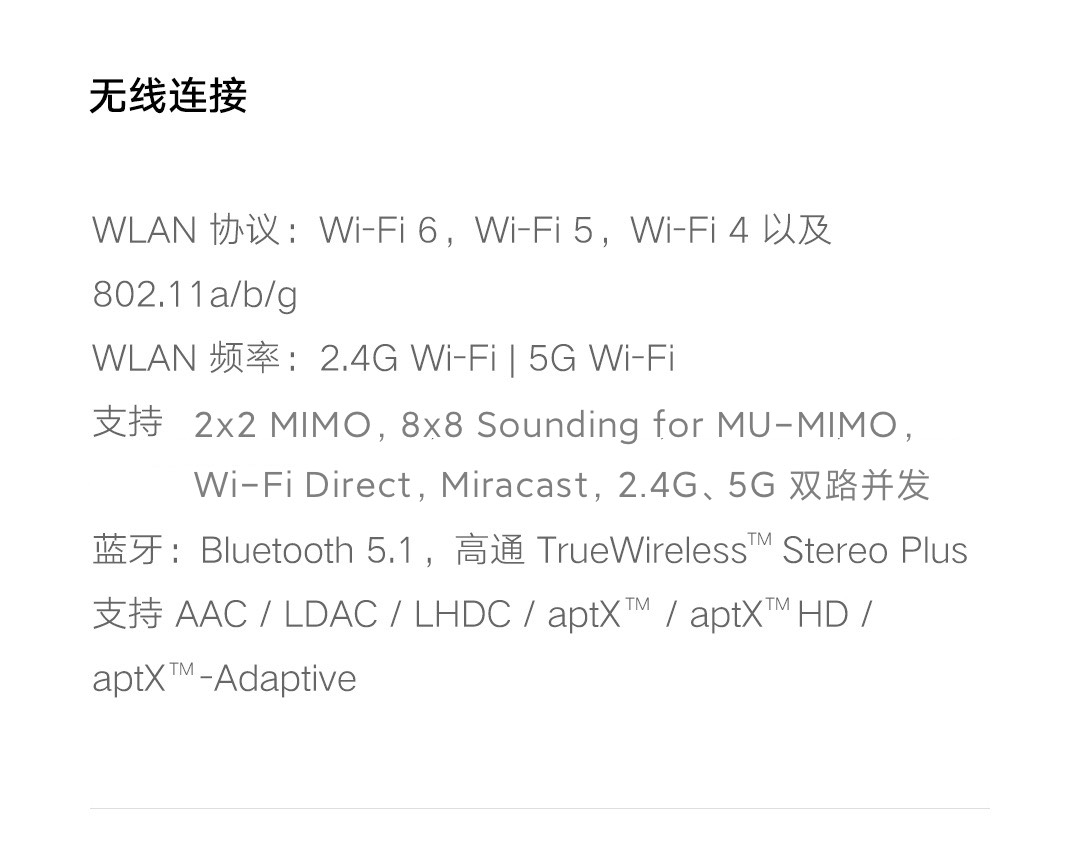 无线连接
WLAN 协议：Wi-Fi 6，Wi-Fi 5，Wi-Fi 4 以及
802.11a/b/g
WLAN 频率：2.4G Wi-Fi | 5G Wi-Fi
支持 2x2 MIMO，8x8 Sounding for MU-MIMO，
Wi-Fi Direct，Miracast，2.4G、5G 双路并发
蓝牙：Bluetooth 5.1，高通 TrueWireless™ Stereo Plus
支持 AAC / LDAC / LHDC / aptX™ / aptX™ HD /
aptX™-Adaptive